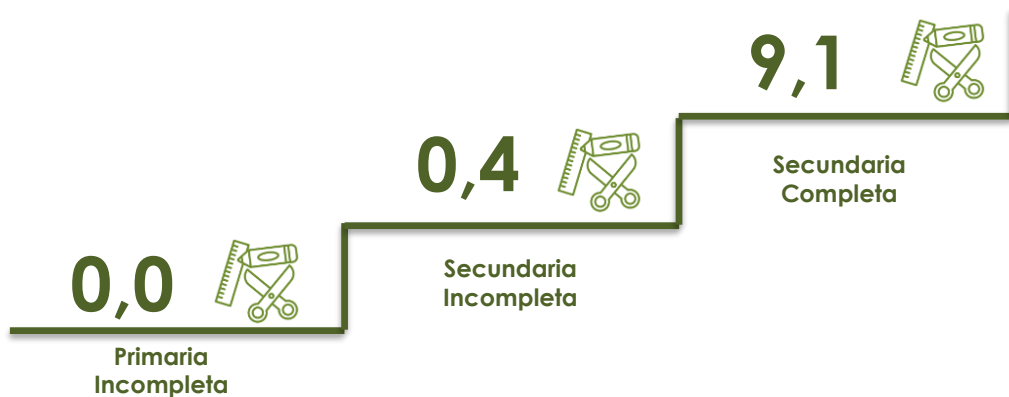 9,1
Secundaria
Completa
0,4
Secundaria
Incompleta
0,0
Primaria
Incompleta